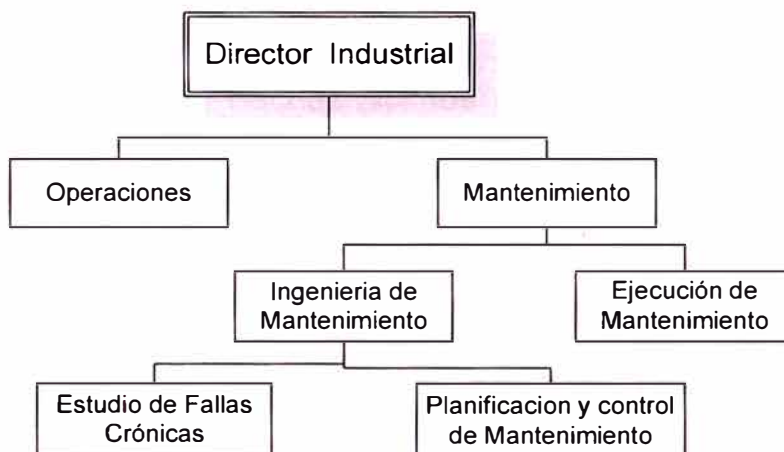 Director Industrial
Operaciones
Mantenimiento
Ingenieria de
Mantenimiento
Ejecución de
Mantenimiento
Estudio de Fallas
Crónicas
Planificacion y control
de Mantenimiento